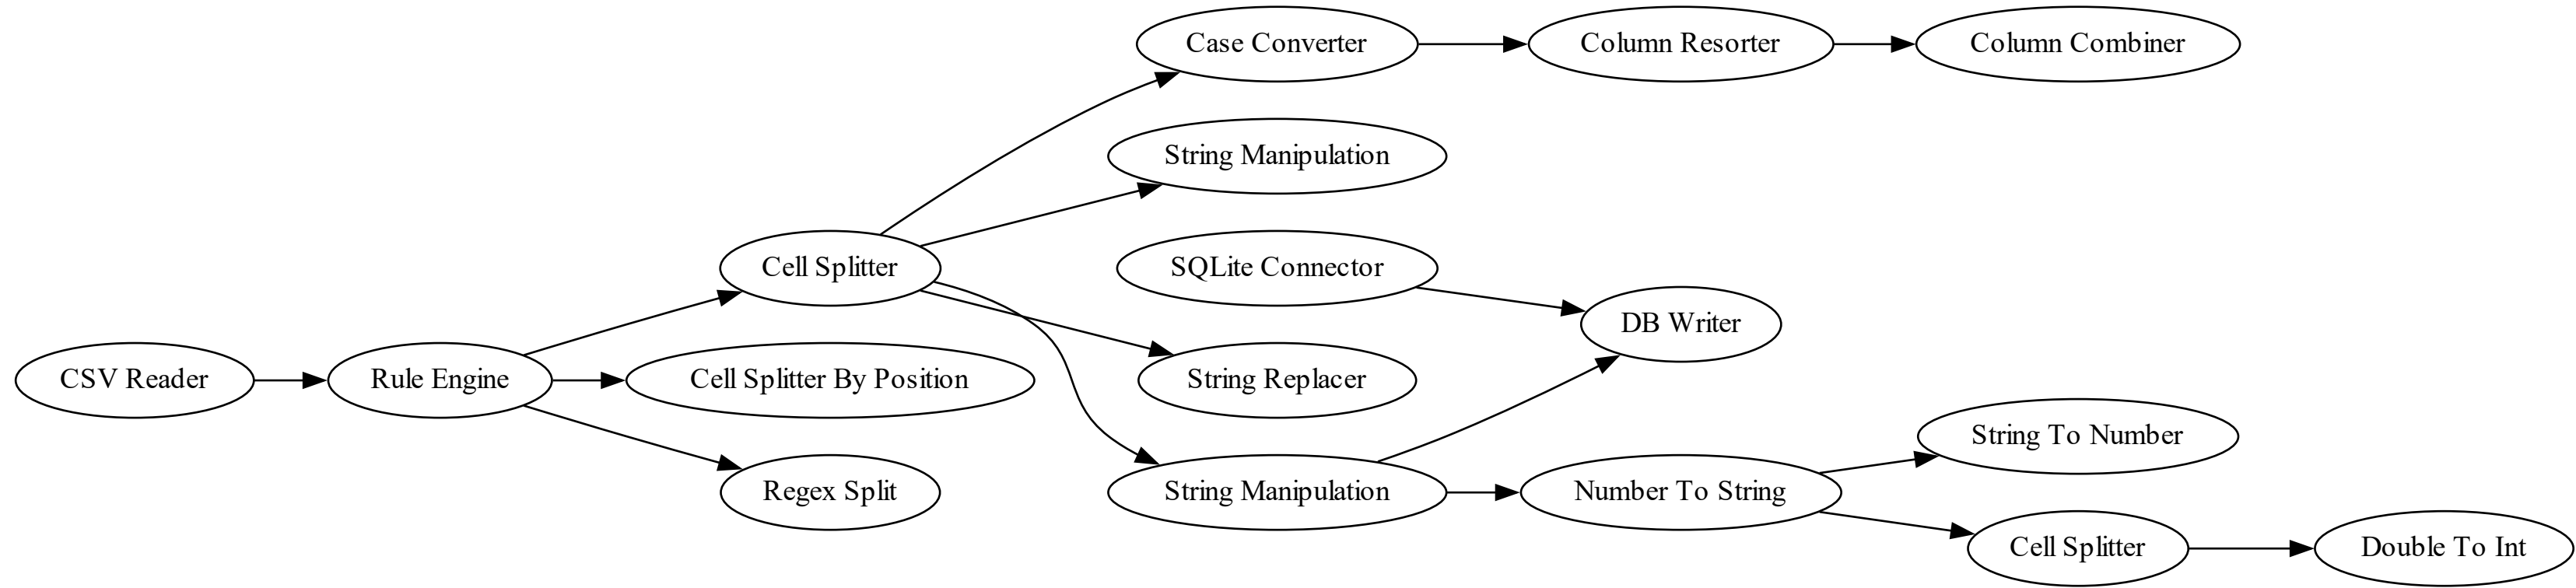 Case Converter
Column Resorter
Column Combiner
String Manipulation
Cell Splitter
SQLite Connector
DB Writer
CSV Reader
Rule Engine
Cell Splitter By Position
String Replacer
String To Number
Regex Split
String Manipulation
Number To String
Cell Splitter
Double To Int